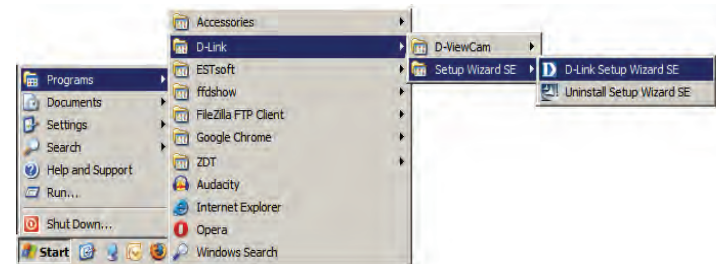 Programs
Documents
Settings
Search
Help and Support
Run...
Shut Down...
Start
Accessories
D-Link
ESTsoft
ffdshow
FileZilla FTP Client
Google Chrome
ZDT
Audacity
Internet Explorer
Opera
Windows Search
D-ViewCam
Setup Wizard SE
D-Link Setup Wizard SE
Uninstall Setup Wizard SE